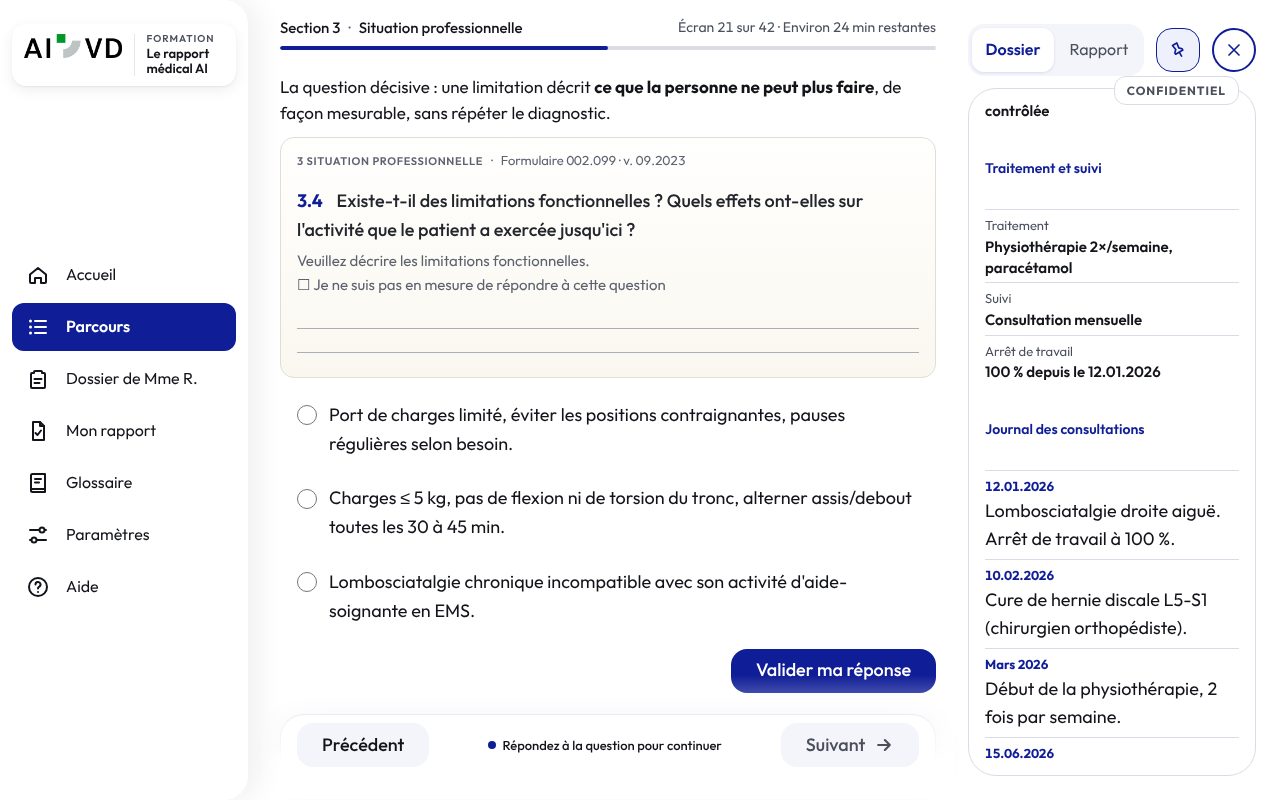 AI VD
FORMATION
Le rapport
médical AI
Accueil
Parcours
Dossier de Mme R.
Mon rapport
Glossaire
Paramètres
Aide
Section 3 · Situation professionnelle
Écran 21 sur 42 · Environ 24 min restantes
La question décisive : une limitation décrit ce que la personne ne peut plus faire, de
façon mesurable, sans répéter le diagnostic.
3 SITUATION PROFESSIONNELLE · Formulaire 002.099 · v. 09.2023
3.4 Existe-t-il des limitations fonctionnelles ? Quels effets ont-elles sur
l'activité que le patient a exercée jusqu'ici ?
Veuillez décrire les limitations fonctionnelles.
☐ Je ne suis pas en mesure de répondre à cette question
Port de charges limité, éviter les positions contraignantes, pauses
régulières selon besoin.
Charges ≤ 5 kg, pas de flexion ni de torsion du tronc, alterner assis/debout
toutes les 30 à 45 min.
Lombosciatalgie chronique incompatible avec son activité d'aide-
soignante en EMS.
Valider ma réponse
Précédent
Répondez à la question pour continuer
Suivant →
Dossier
Rapport
CONFIDENTIEL
contrôlée
Traitement et suivi
Traitement
Physiothérapie 2×/semaine,
paracétamol
Suivi
Consultation mensuelle
Arrêt de travail
100 % depuis le 12.01.2026
Journal des consultations
12.01.2026
Lombosciatalgie droite aiguë.
Arrêt de travail à 100 %.
10.02.2026
Cure de hernie discale L5-S1
(chirurgien orthopédiste).
Mars 2026
Début de la physiothérapie, 2
fois par semaine.
15.06.2026